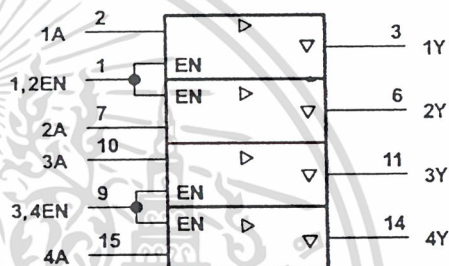 1A 2 3 1Y
1,2EN 1 EN
EN 6 2Y
2A 7
3A 10 11 3Y
3,4EN 9 EN
EN 14 4Y
4A 15